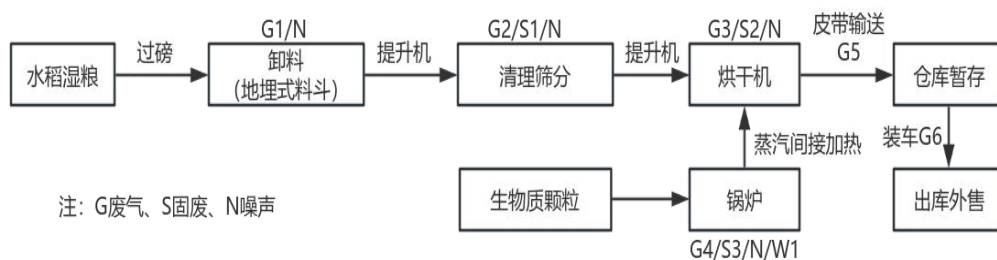 水稻湿粮
过磅
G1/N
卸料
(地埋式料斗)
提升机
G2/S1/N
清理筛分
提升机
G3/S2/N
烘干机
皮带输送
G5
仓库暂存
蒸汽间接加热
装车G6
生物质颗粒
锅炉
G4/S3/N/W1
出库外售
注：G废气、S固废、N噪声